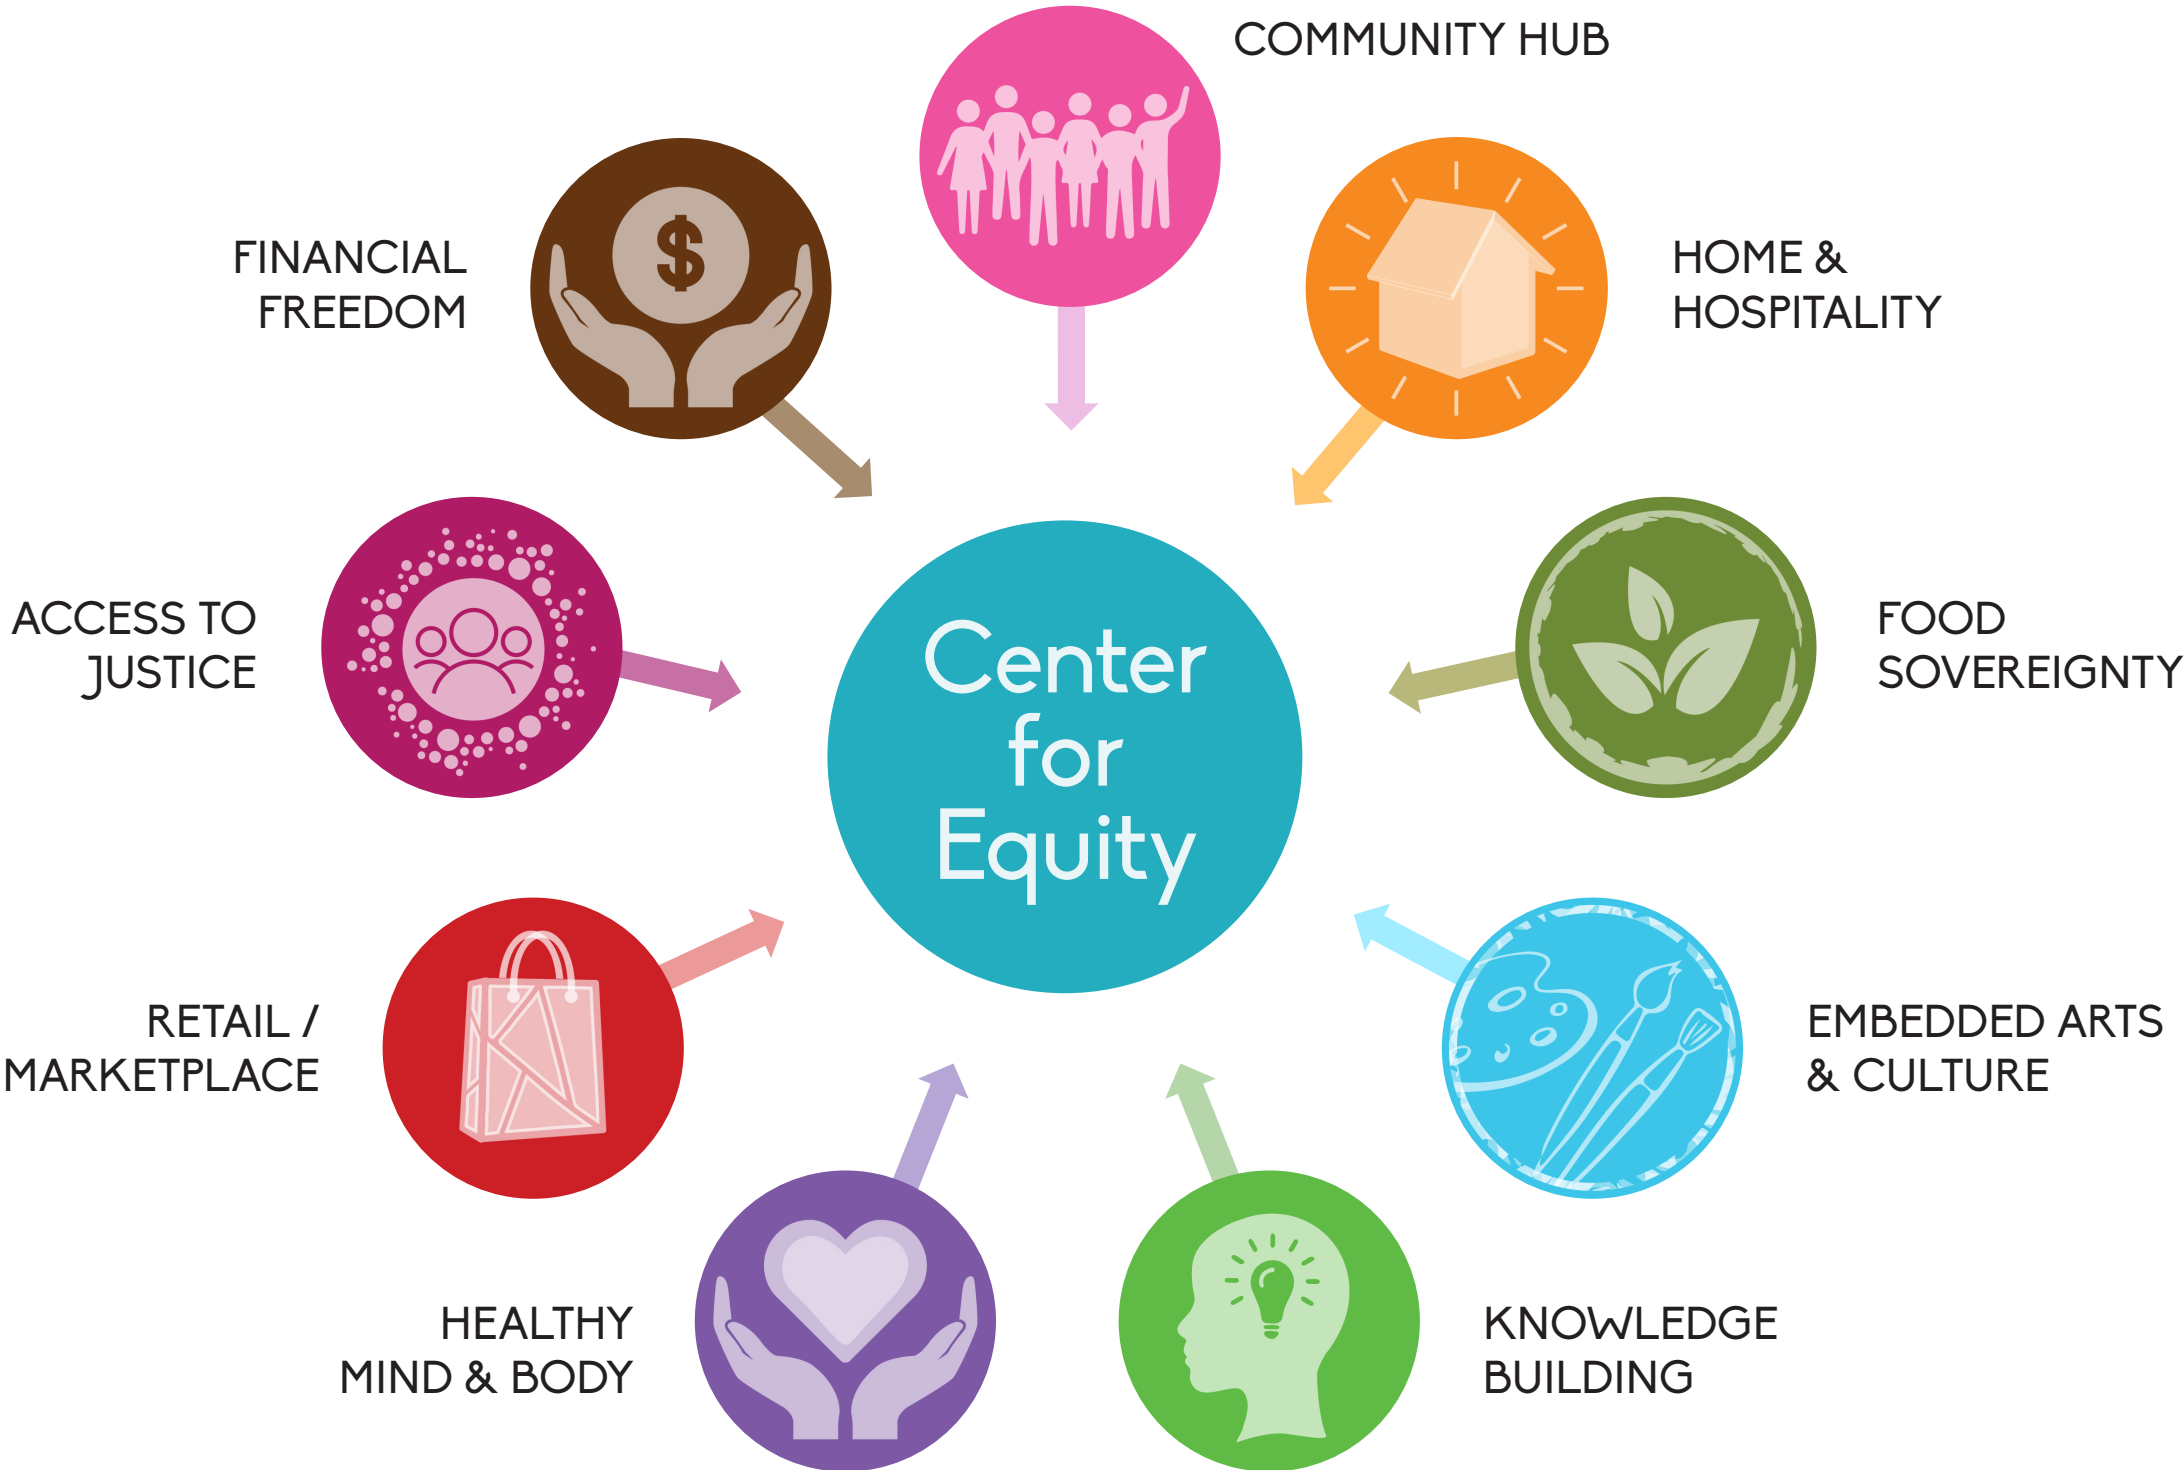 COMMUNITY HUB
FINANCIAL
FREEDOM
$
HOME &
HOSPITALITY
ACCESS TO
JUSTICE
Center
for
Equity
FOOD
SOVEREIGNTY
RETAIL /
MARKETPLACE
EMBEDDED ARTS
& CULTURE
HEALTHY
MIND & BODY
KNOWLEDGE
BUILDING